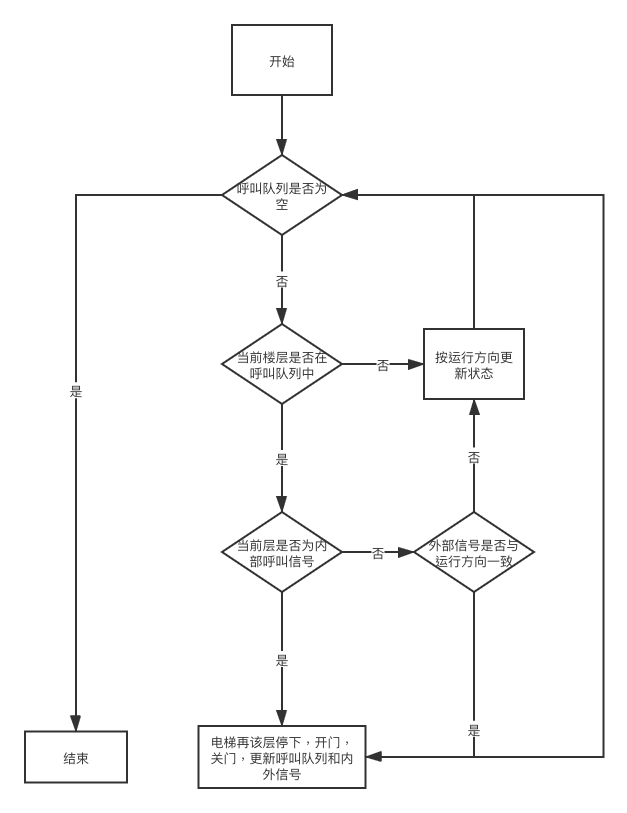 开始
呼叫队列是否为
空
否
当前楼层是否在
呼叫队列中
否
按运行方向更
新状态
是
是
否
当前层是否为内
部呼叫信号
否
外部信号是否与
运行方向一致
是
是
结束
电梯再该层停下，开门，
关门，更新呼叫队列和内
外信号